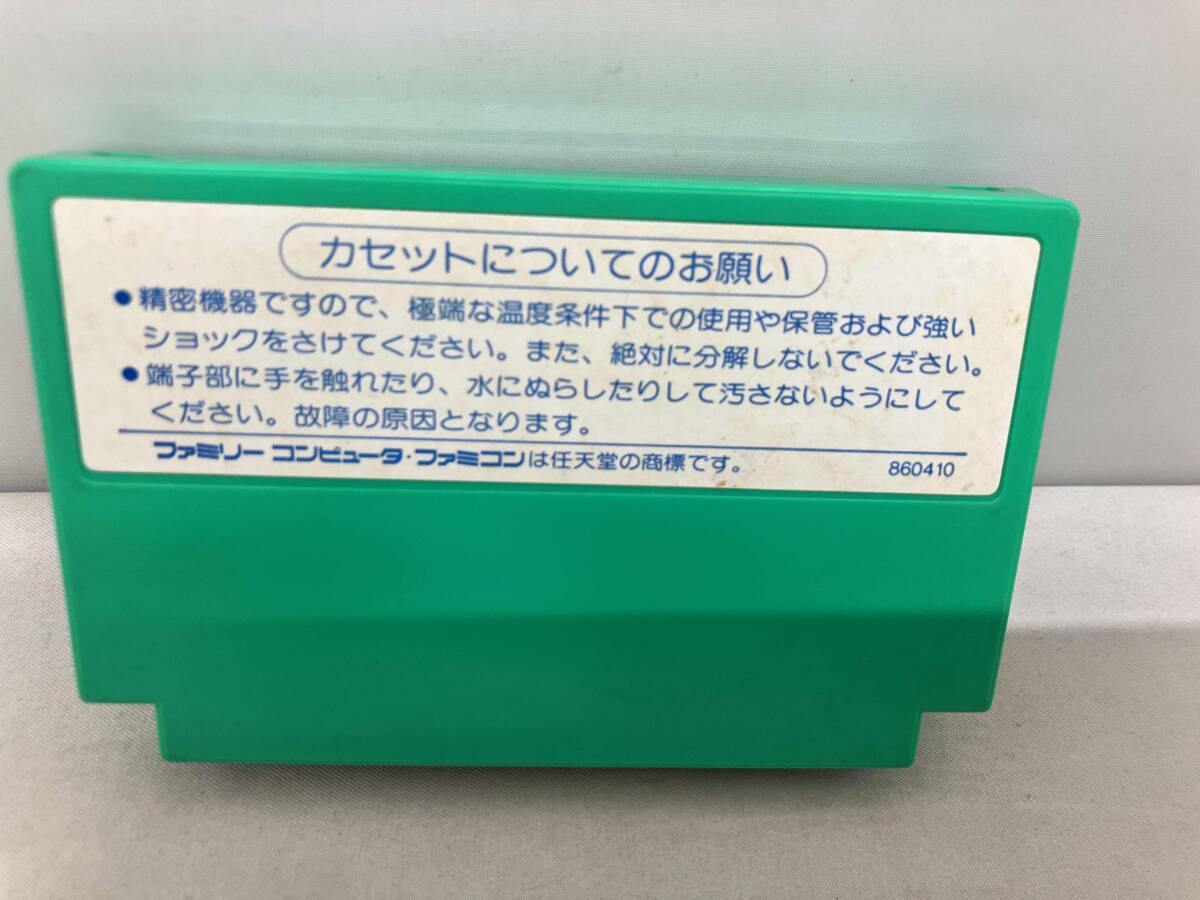 カセットについてのお願い
●精密機器ですので、極端な温度条件下での使用や保管および強い
ショックをさけてください。また、絶対に分解しないでください。
●端子部に手を触れたり、水にぬらしたりして汚さないようにして
ください。故障の原因となります。
ファミリー コンピュータ・ファミコンは任天堂の商標です。 860410